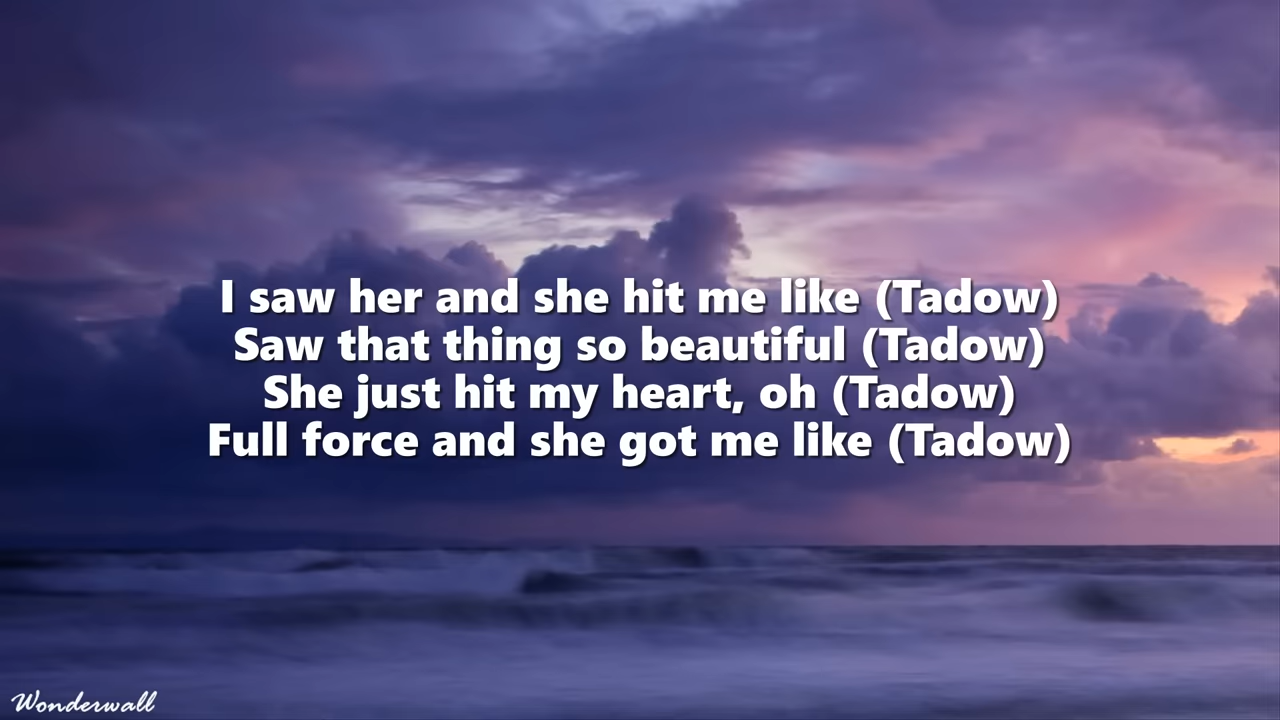 I saw her and she hit me like (Tadow)
Saw that thing so beautiful (Tadow)
She just hit my heart, oh (Tadow)
Full force and she got me like (Tadow)
Wonderwall